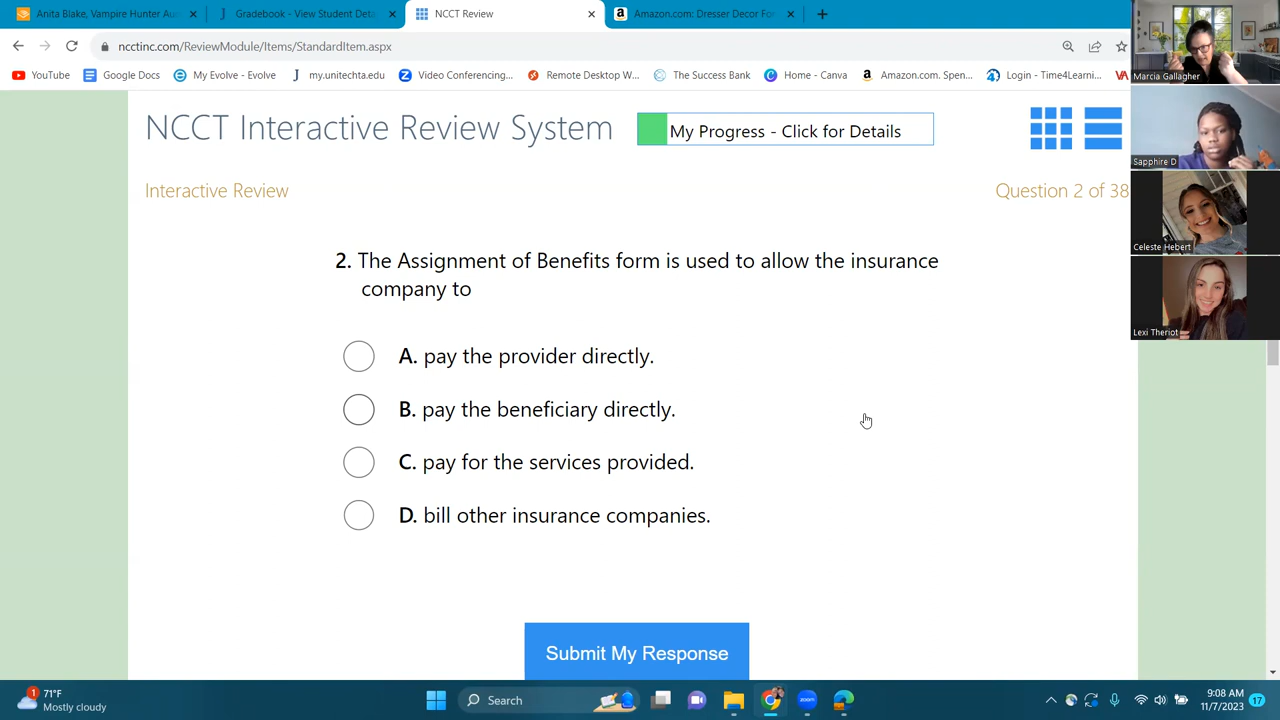 Anita Blake, Vampire Hunter Au
Gradebook - View Student Deta
NCCT Review
Amazon.com: Dresser Decor For
ncctinc.com/ReviewModule/Items/StandardItem.aspx
YouTube
Google Docs
My Evolve - Evolve
my.unitechta.edu
Video Conferencing...
Remote Desktop W...
The Success Bank
Home - Canva
Amazon.com. Spen...
Login - Time4Learni...
VA
Marcia Gallagher
NCCT Interactive Review System
My Progress - Click for Details
Sapphire D
Interactive Review
Question 2 of 38
Celeste Hebert
2. The Assignment of Benefits form is used to allow the insurance
company to
Lexi Theriot
A. pay the provider directly.
B. pay the beneficiary directly.
C. pay for the services provided.
D. bill other insurance companies.
Submit My Response
1
71°F
Mostly cloudy
Search
zoom
9:08 AM
11/7/2023
17